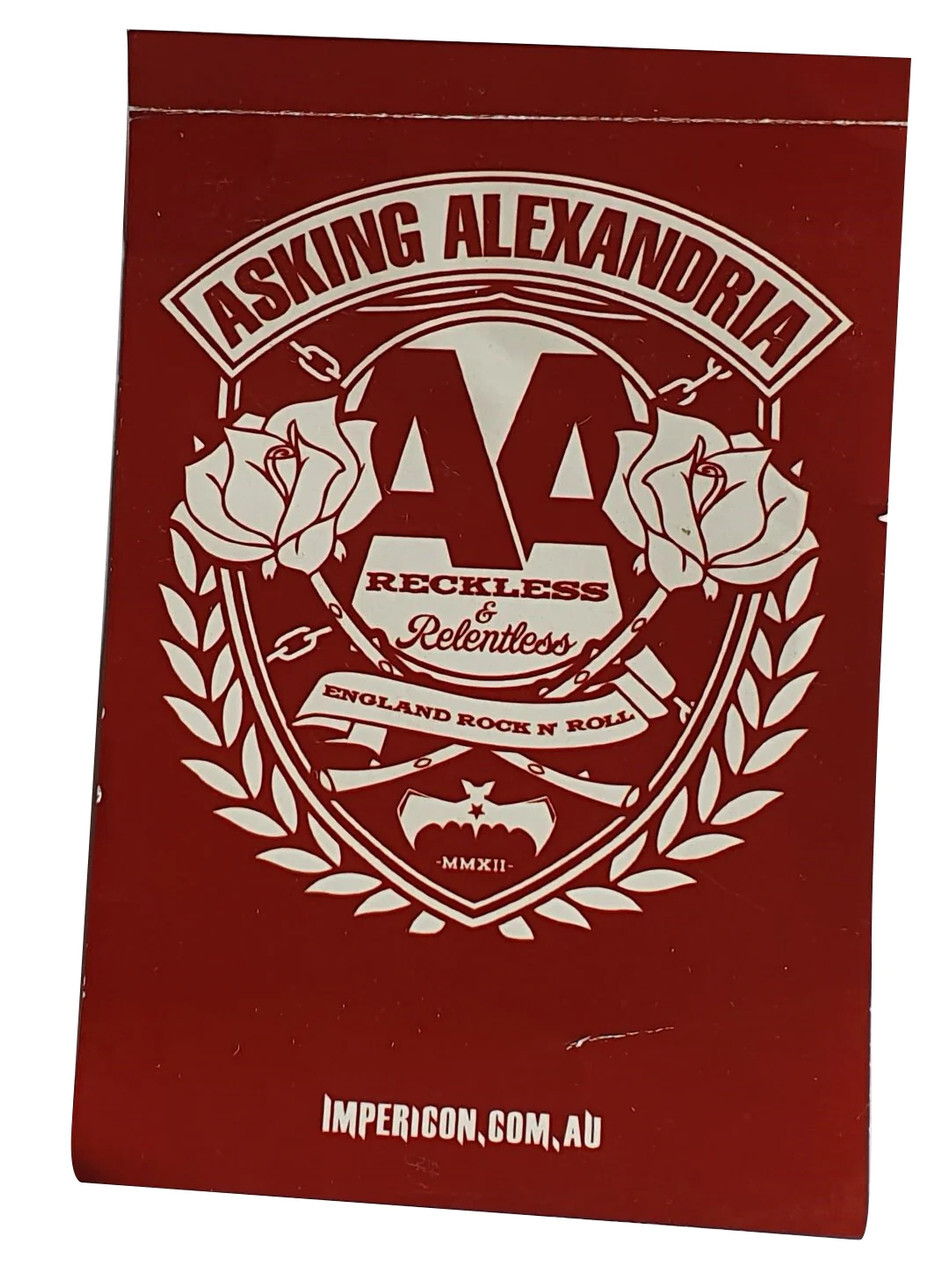 ASKING ALEXANDRIA
AA
RECKLESS
&
Relentless
ENGLAND ROCK N' ROLL
-MMXII-
IMPERICON.COM.AU